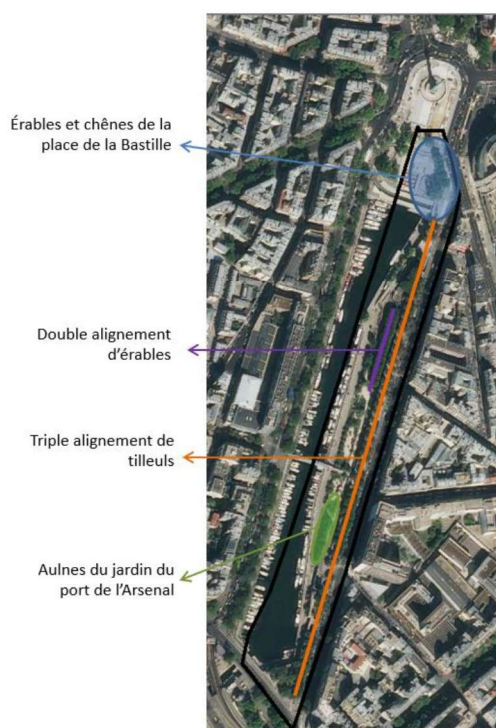 Érables et chênes de la
place de la Bastille
Double alignement
d'érables
Triple alignement de
tilleuls
Aulnes du jardin du
port de l'Arsenal